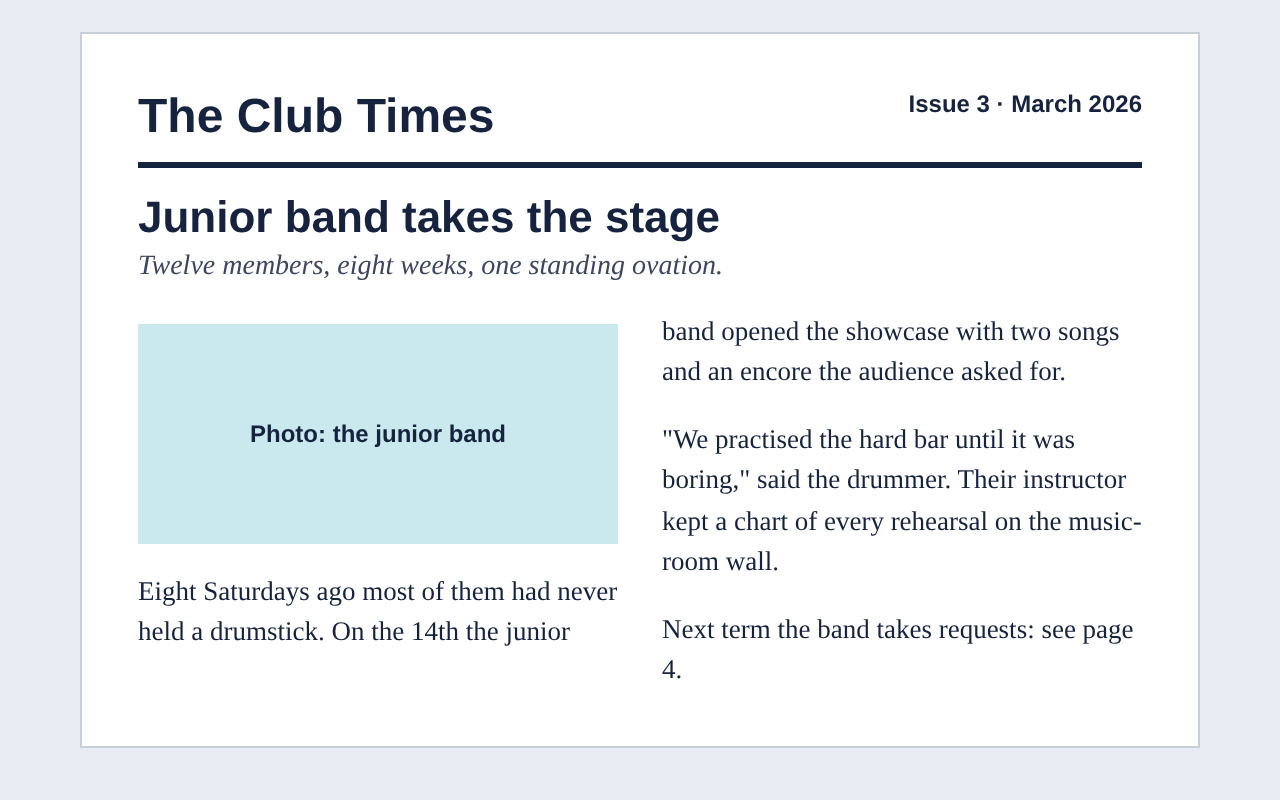 The Club Times
Issue 3 · March 2026
Junior band takes the stage
Twelve members, eight weeks, one standing ovation.
Photo: the junior band
Eight Saturdays ago most of them had never
held a drumstick. On the 14th the junior
band opened the showcase with two songs
and an encore the audience asked for.
"We practised the hard bar until it was
boring," said the drummer. Their instructor
kept a chart of every rehearsal on the music-
room wall.
Next term the band takes requests: see page
4.